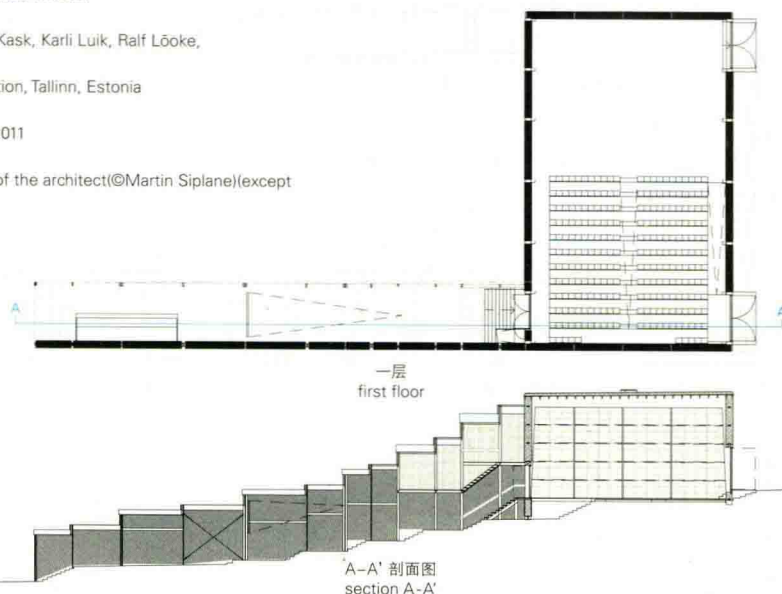 Kask, Karli Luik, Ralf Lõoke,
tion, Tallinn, Estonia
011
of the architect(©Martin Siplane)(except
A
A'
一层
first floor
A-A' 剖面图
section A-A'